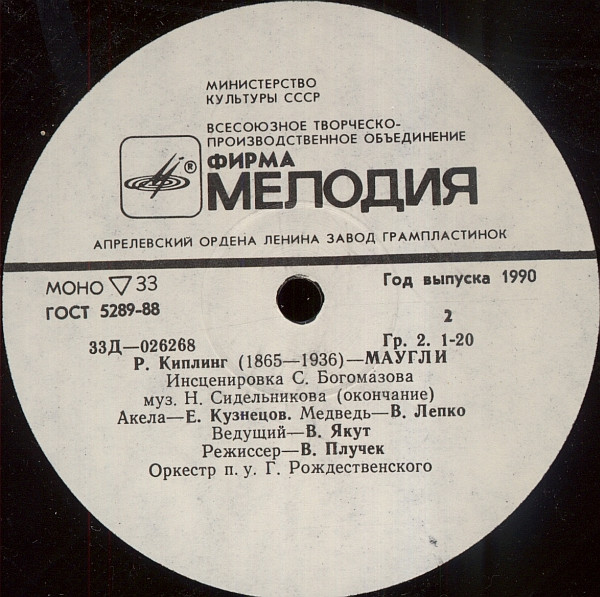 МИНИСТЕРСТВО
КУЛЬТУРЫ СССР
ВСЕСОЮЗНОЕ ТВОРЧЕСКО-
ПРОИЗВОДСТВЕННОЕ ОБЪЕДИНЕНИЕ
® ФИРМА
МЕЛОДИЯ
АПРЕЛЕВСКИЙ ОРДЕНА ЛЕНИНА ЗАВОД ГРАМПЛАСТИНОК
МОНО ▽ 33 Год выпуска 1990
ГОСТ 5289-88 2
33Д—026268 Гр. 2. 1-20
Р. Киплинг (1865—1936)—МАУГЛИ
Инсценировка С. Богомазова
муз. Н. Сидельникова (окончание)
Акела—Е. Кузнецов. Медведь—В. Лепко
Ведущий—В. Якут
Режиссер—В. Плучек
Оркестр п. у. Г. Рождественского